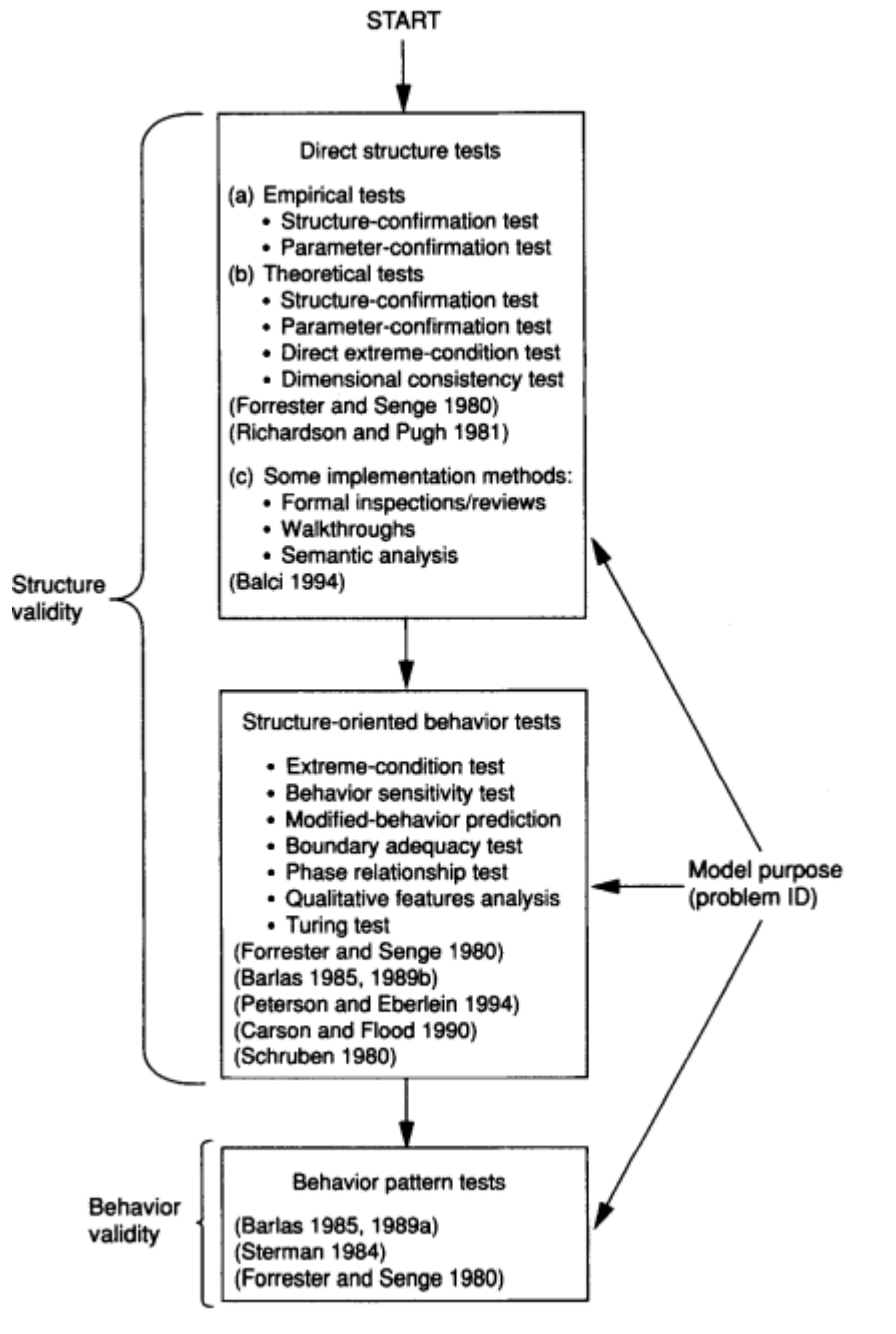 START
Direct structure tests
(a) Empirical tests
• Structure-confirmation test
• Parameter-confirmation test
(b) Theoretical tests
• Structure-confirmation test
• Parameter-confirmation test
• Direct extreme-condition test
• Dimensional consistency test
(Forrester and Senge 1980)
(Richardson and Pugh 1981)
(c) Some implementation methods:
• Formal inspections/reviews
• Walkthroughs
• Semantic analysis
(Balci 1994)
Structure
validity
Structure-oriented behavior tests
• Extreme-condition test
• Behavior sensitivity test
• Modified-behavior prediction
• Boundary adequacy test
• Phase relationship test
• Qualitative features analysis
• Turing test
(Forrester and Senge 1980)
(Barlas 1985, 1989b)
(Peterson and Eberlein 1994)
(Carson and Flood 1990)
(Schruben 1980)
Model purpose
(problem ID)
Behavior pattern tests
(Barlas 1985, 1989a)
(Sterman 1984)
(Forrester and Senge 1980)
Behavior
validity